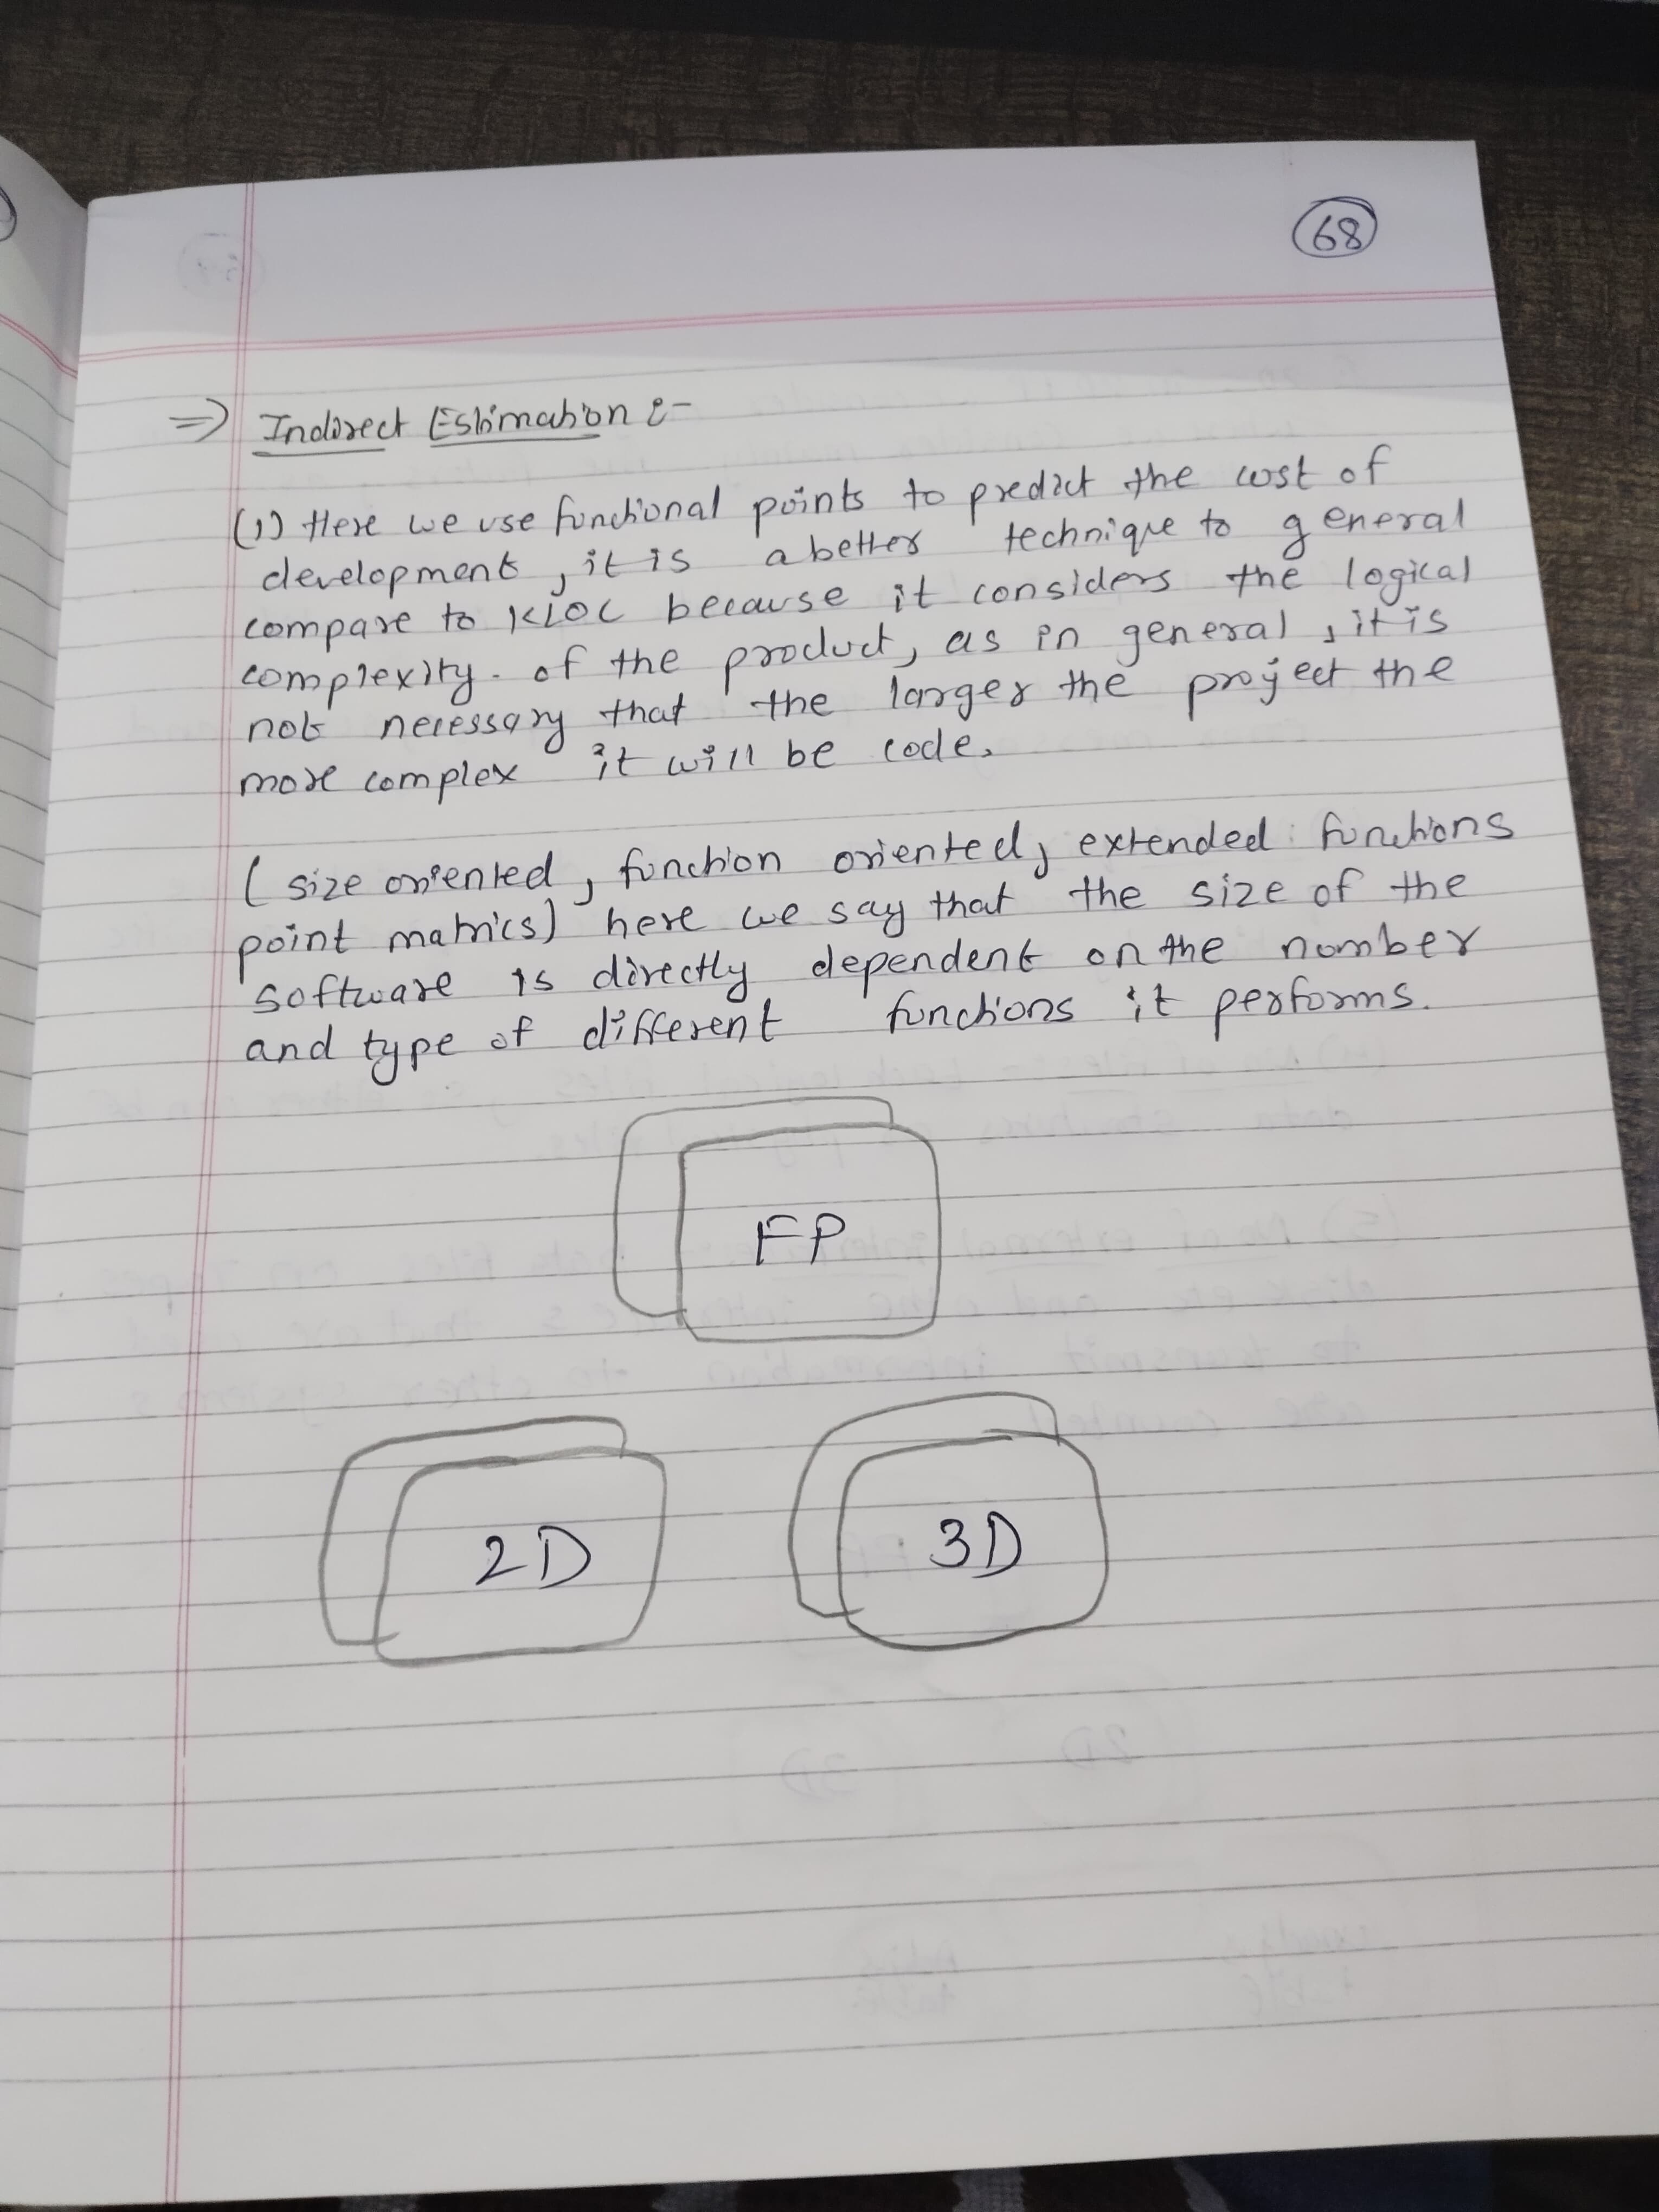 68
=> Indirect Estimation :-
(1) Here we use functional points to predict the cost of
development, it is a better technique to general
compare to KLOC because it considers the logical
complexity. of the product, as in general, it is
not necessary that the larger the project the
more complex it will be code.
( size oriented, function oriented, extended functions
point matrics) here we say that the size of the
software is directly dependent on the number
and type of different functions it performs.
FP
2D 3D